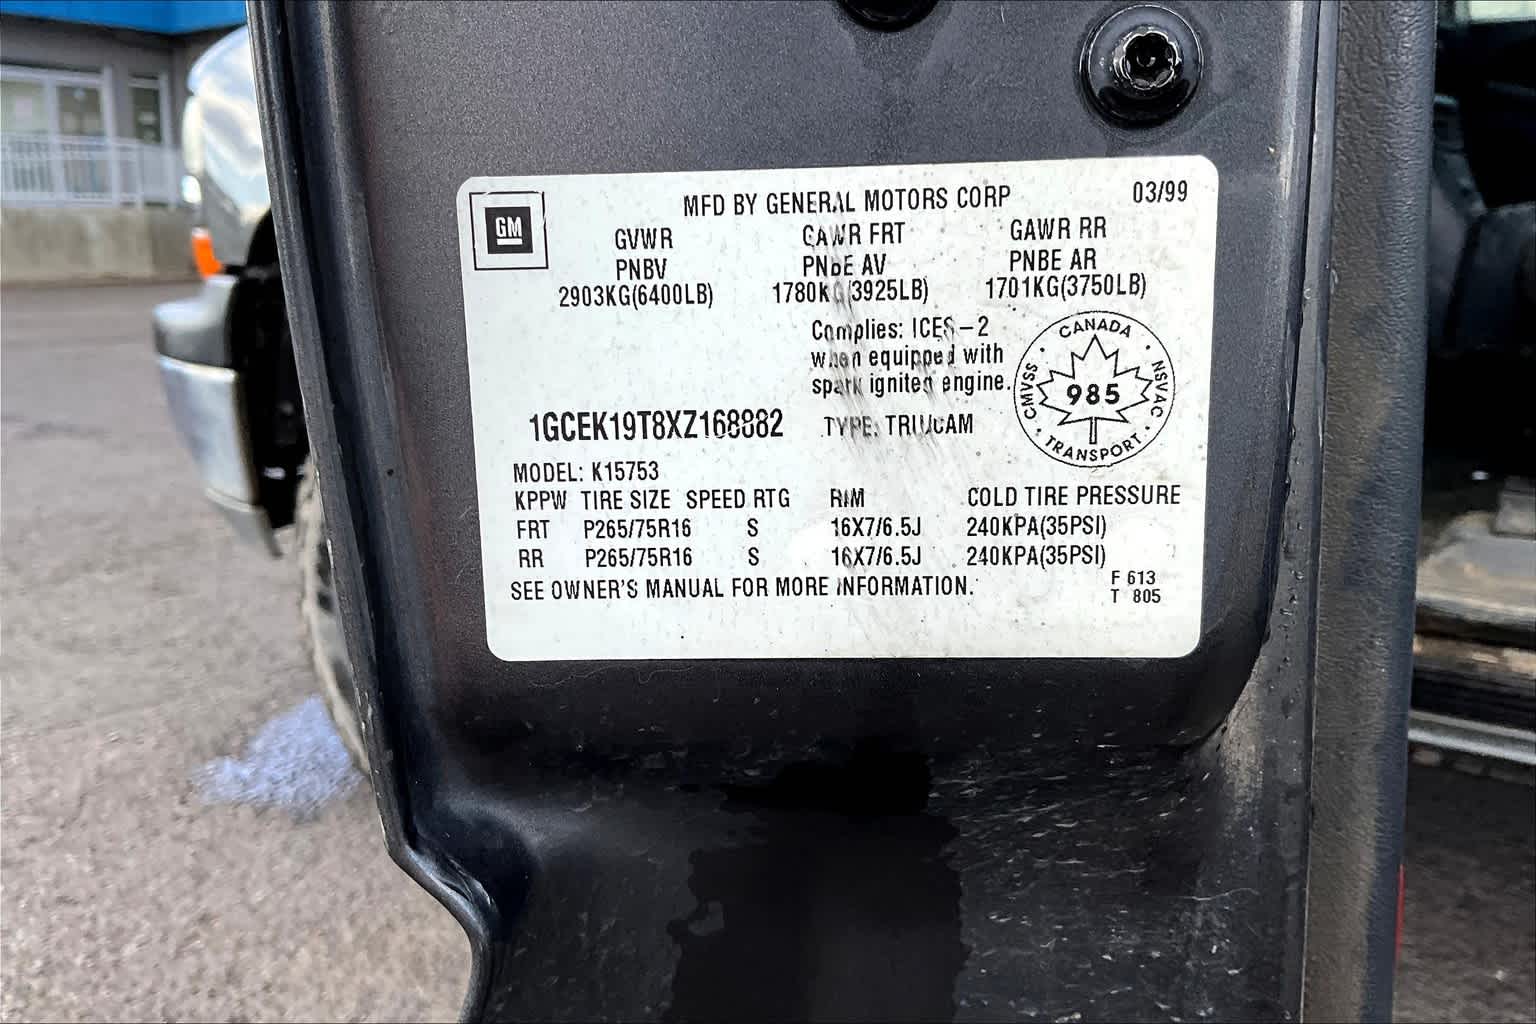 GM
MFD BY GENERAL MOTORS CORP 03/99
GVWR GAWR FRT GAWR RR
PNBV PNBE AV PNBE AR
2903KG(6400LB) 1780KG(3925LB) 1701KG(3750LB)
Complies: ICES-2
when equipped with
spark ignited engine.
CANADA
CMVSS 985 NSVAC
TRANSPORT
1GCEK19T8XZ168882 TYPE: TRU/CAM
MODEL: K15753
KPPW TIRE SIZE SPEED RTG RIM COLD TIRE PRESSURE
FRT P265/75R16 S 16X7/6.5J 240KPA(35PSI)
RR P265/75R16 S 16X7/6.5J 240KPA(35PSI)
SEE OWNER'S MANUAL FOR MORE INFORMATION.
F 613
T 805